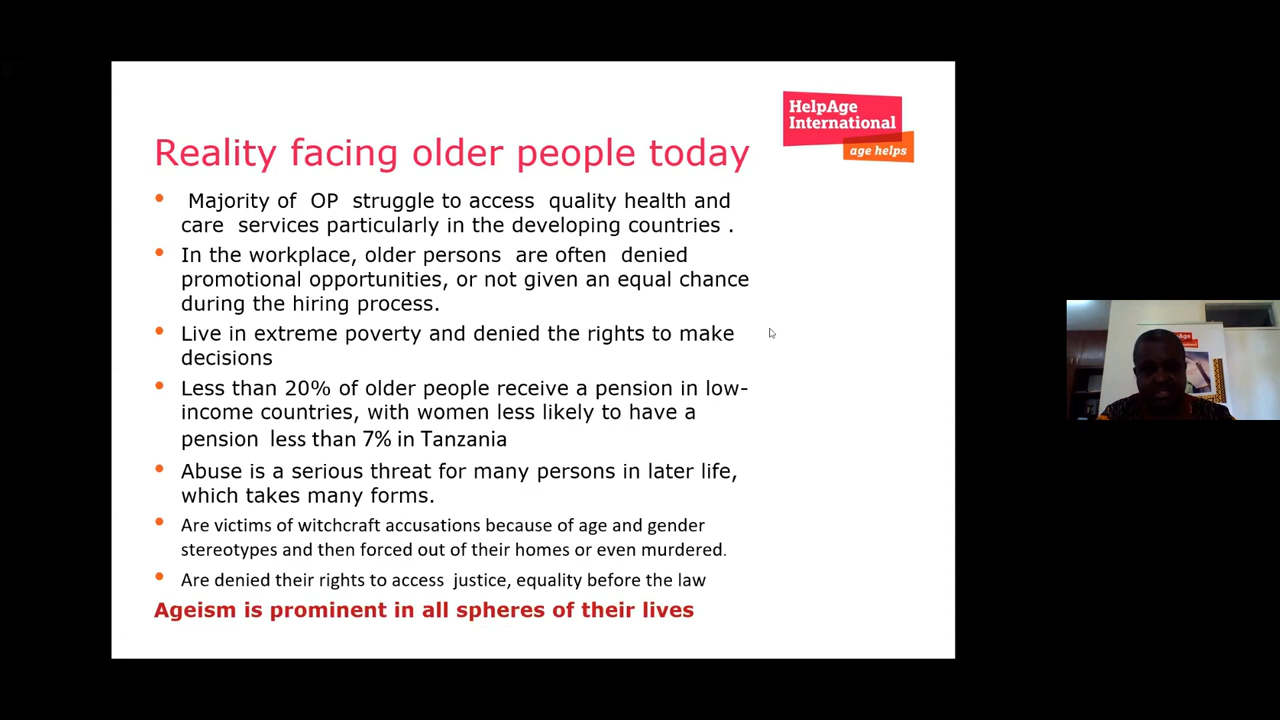 HelpAge
International
age helps
Reality facing older people today
• Majority of OP struggle to access quality health and
care services particularly in the developing countries .
• In the workplace, older persons are often denied
promotional opportunities, or not given an equal chance
during the hiring process.
• Live in extreme poverty and denied the rights to make
decisions
• Less than 20% of older people receive a pension in low-
income countries, with women less likely to have a
pension less than 7% in Tanzania
• Abuse is a serious threat for many persons in later life,
which takes many forms.
• Are victims of witchcraft accusations because of age and gender
stereotypes and then forced out of their homes or even murdered.
• Are denied their rights to access justice, equality before the law
Ageism is prominent in all spheres of their lives